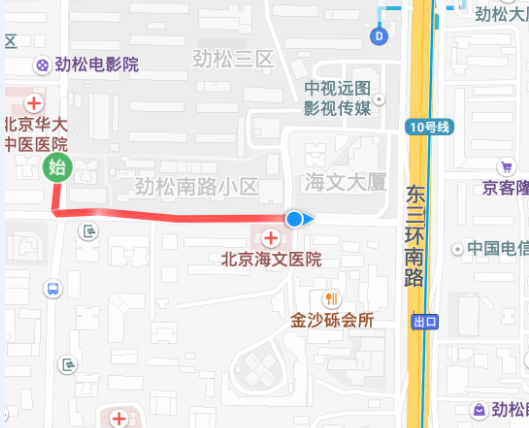 劲松大
区
D
劲松电影院
劲松三区
中视远图
影视传媒
北京华大
中医医院
10号线
始
劲松南路小区
海文大厦
京客隆
东三环南路
北京海文医院
中国电信
金沙砾会所
出口
劲松